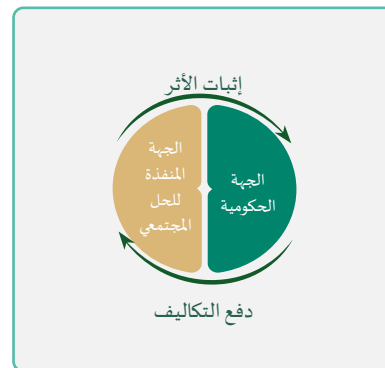 إثبات الأثر
الجهة
الحكومية
الجهة
المنفذة
للحل
المجتمعي
دفع التكاليف